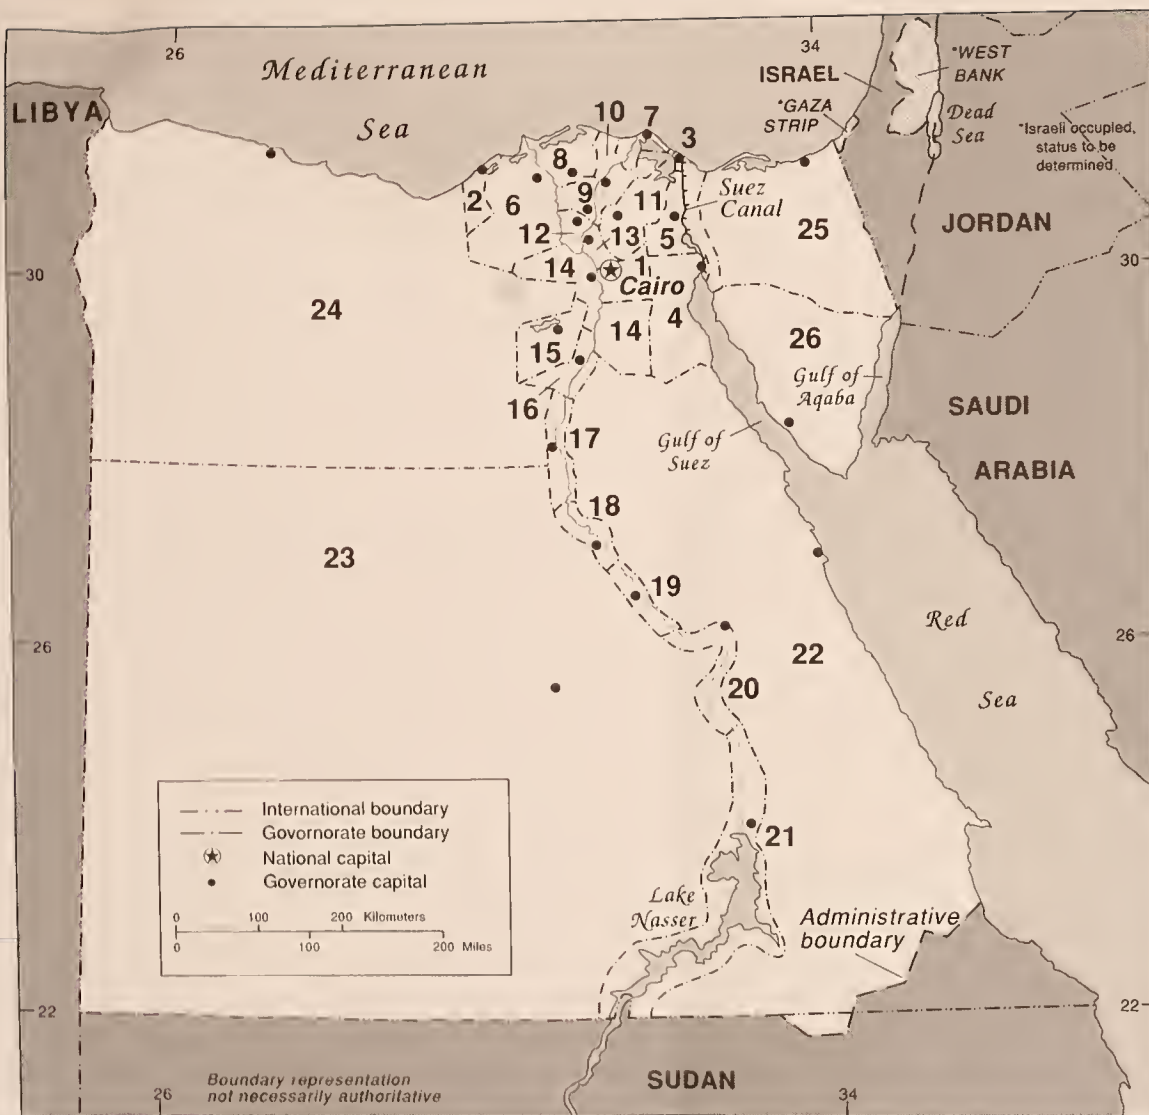 26
34
Mediterranean
Sea
LIBYA
ISRAEL
*WEST
BANK
*GAZA
STRIP
Dead
Sea
*Israeli occupied,
status to be
determined
10
7
3
8
2
6
9
11
Suez
Canal
12
13
5
25
JORDAN
30
14
1
Cairo
30
24
14
4
26
15
Gulf of
Aqaba
16
17
Gulf of
Suez
SAUDI
ARABIA
18
23
19
Red
Sea
26
26
22
20
International boundary
Govornorate boundary
National capital
Governorate capital
0 100 200 Kilometers
0 100 200 Miles
21
Lake
Nasser
Administrative
boundary
22
22
Boundary representation
not necessarily authoritative
SUDAN
26
34